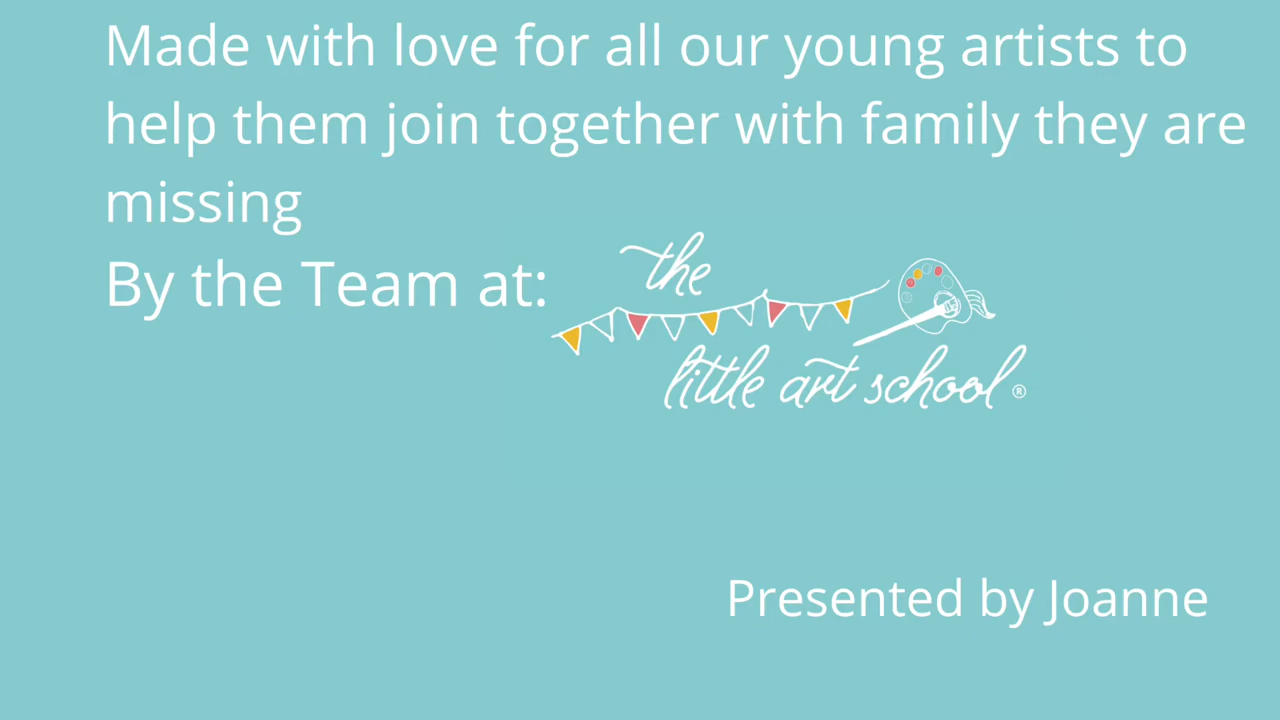 Made with love for all our young artists to
help them join together with family they are
missing
By the Team at:
the
little art school ®
Presented by Joanne